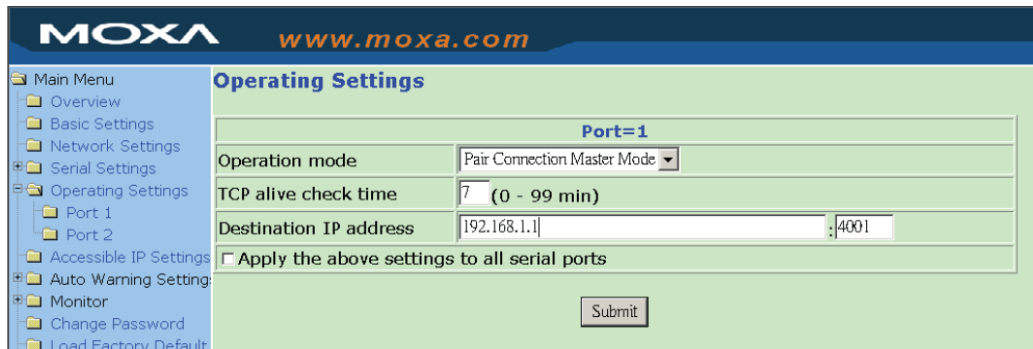 MOXA www.moxa.com
Main Menu
Overview
Basic Settings
Network Settings
Serial Settings
Operating Settings
Port 1
Port 2
Accessible IP Settings
Auto Warning Setting
Monitor
Change Password
Load Factory Default
Operating Settings
Port=1
Operation mode Pair Connection Master Mode
TCP alive check time 7 (0 - 99 min)
Destination IP address 192.168.1.1 : 4001
Apply the above settings to all serial ports
Submit